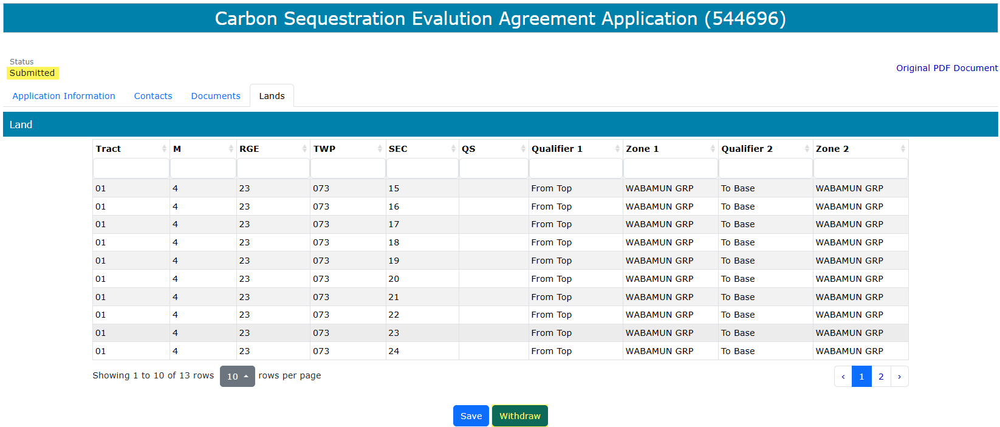 Carbon Sequestration Evalution Agreement Application (544696)
Status
Submitted
Original PDF Document
Application Information Contacts Documents Lands
Land
Tract M RGE TWP SEC QS Qualifier 1 Zone 1 Qualifier 2 Zone 2
01 4 23 073 15 From Top WABAMUN GRP To Base WABAMUN GRP
01 4 23 073 16 From Top WABAMUN GRP To Base WABAMUN GRP
01 4 23 073 17 From Top WABAMUN GRP To Base WABAMUN GRP
01 4 23 073 18 From Top WABAMUN GRP To Base WABAMUN GRP
01 4 23 073 19 From Top WABAMUN GRP To Base WABAMUN GRP
01 4 23 073 20 From Top WABAMUN GRP To Base WABAMUN GRP
01 4 23 073 21 From Top WABAMUN GRP To Base WABAMUN GRP
01 4 23 073 22 From Top WABAMUN GRP To Base WABAMUN GRP
01 4 23 073 23 From Top WABAMUN GRP To Base WABAMUN GRP
01 4 23 073 24 From Top WABAMUN GRP To Base WABAMUN GRP
Showing 1 to 10 of 13 rows 10 rows per page ‹ 1 2 ›
Save Withdraw